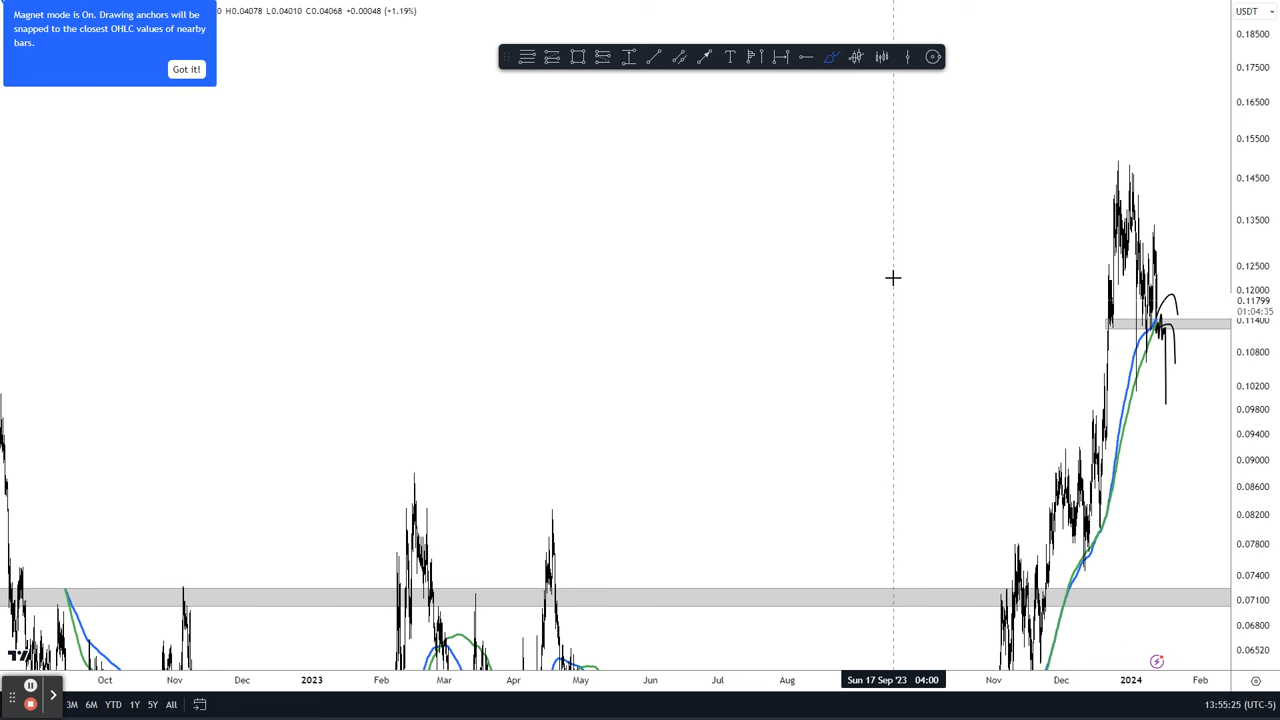 Magnet mode is On. Drawing anchors will be
snapped to the closest OHLC values of nearby
bars.
Got it!
0 H0.04078 L0.04010 C0.04068 +0.00048 (+1.19%)
T
USDT
0.18500
0.17500
0.16500
0.15500
0.14500
0.13500
0.12500
0.12000
0.11799
01:04:35
0.11400
0.10800
0.10200
0.09800
0.09400
0.09000
0.08600
0.08200
0.07800
0.07400
0.07100
0.06800
0.06520
Oct Nov Dec 2023 Feb Mar Apr May Jun Jul Aug Sun 17 Sep '23 04:00 Nov Dec 2024 Feb
3M 6M YTD 1Y 5Y All
13:55:25 (UTC-5)